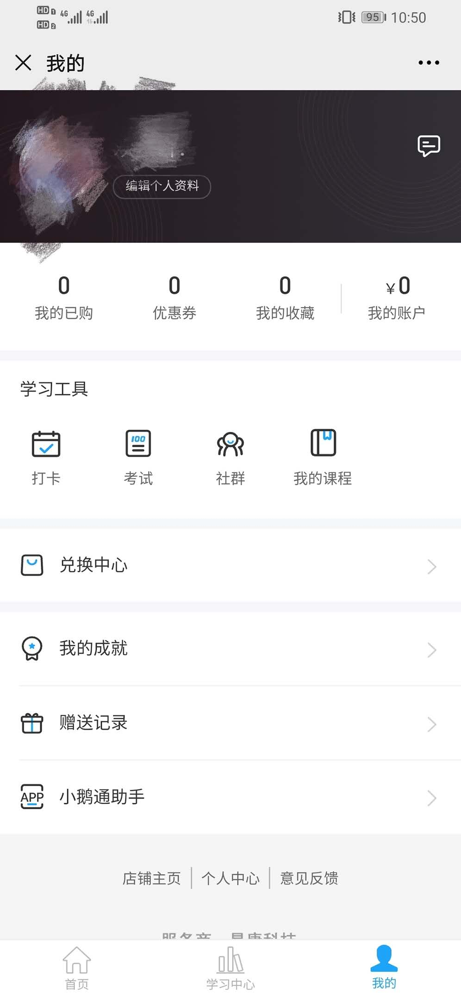 HD 1 4G 4G
HD 2
95 10:50
我的
编辑个人资料
0 0 0 ¥0
我的已购 优惠券 我的收藏 我的账户
学习工具
100
打卡 考试 社群 我的课程
兑换中心
我的成就
赠送记录
APP 小鹅通助手
店铺主页 个人中心 意见反馈
首页 学习中心 我的